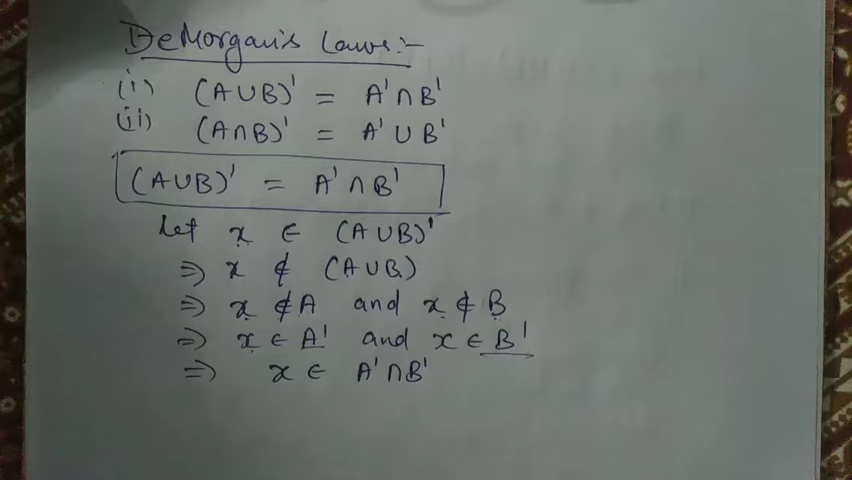 DeMorgan's Laws:-
(i) (A∪B)' = A'∩B'
(ii) (A∩B)' = A'∪B'
(A∪B)' = A'∩B'
Let x ∈ (A∪B)'
⇒ x ∉ (A∪B)
⇒ x ∉ A and x ∉ B
⇒ x ∈ A' and x ∈ B'
⇒ x ∈ A'∩B'